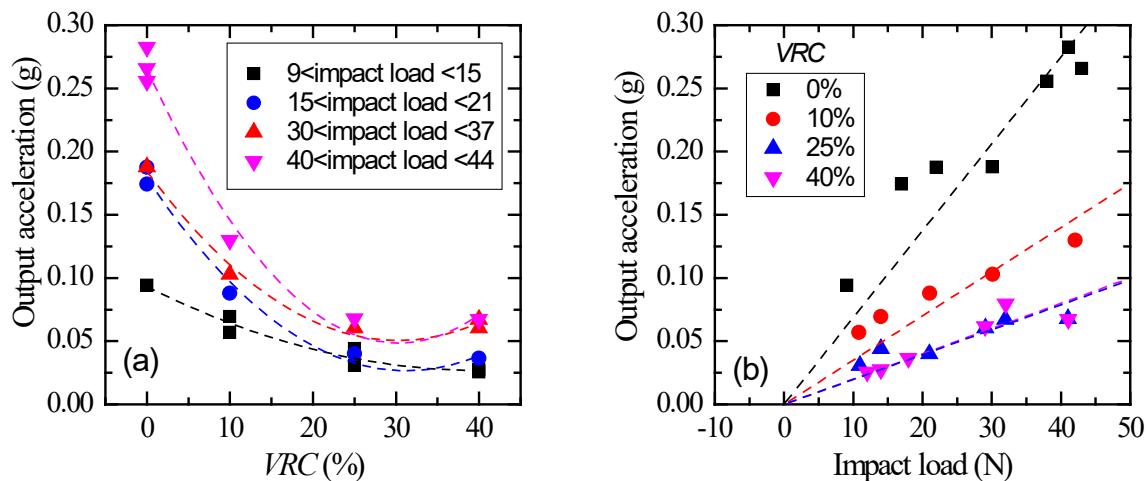 Output acceleration (g)
0.30
0.25
0.20
0.15
0.10
0.05
0.00
9<impact load <15
15<impact load <21
30<impact load <37
40<impact load <44
(a)
0 10 20 30 40
VRC (%)
Output acceleration (g)
0.30
0.25
0.20
0.15
0.10
0.05
0.00
VRC
0%
10%
25%
40%
(b)
-10 0 10 20 30 40 50
Impact load (N)